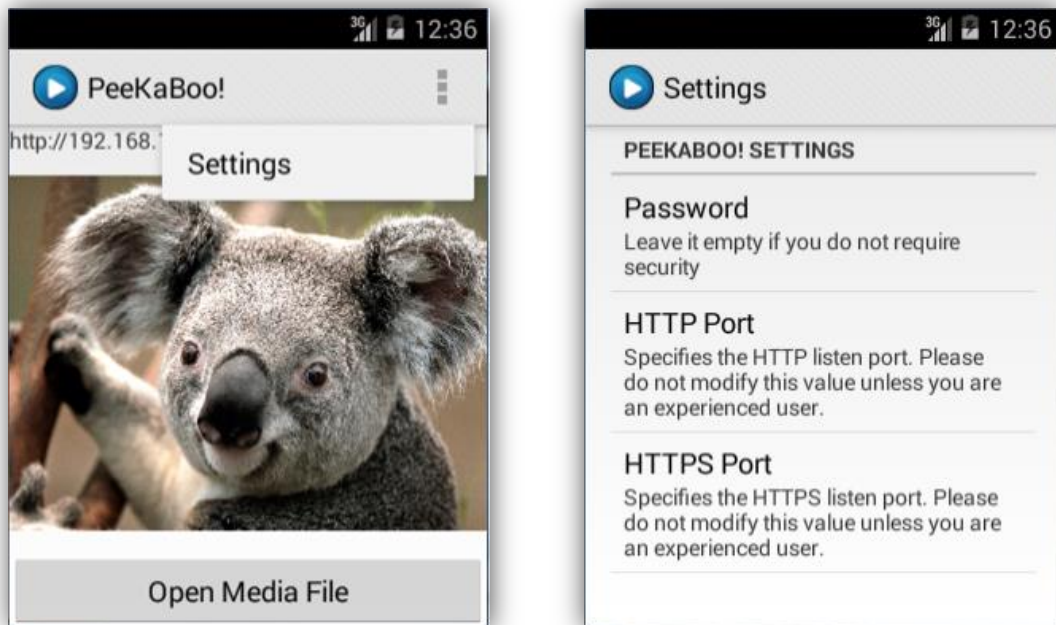 3G 12:36
PeeKaBoo!
http://192.168.
Settings
Open Media File
3G 12:36
Settings
PEEKABOO! SETTINGS
Password
Leave it empty if you do not require
security
HTTP Port
Specifies the HTTP listen port. Please
do not modify this value unless you are
an experienced user.
HTTPS Port
Specifies the HTTPS listen port. Please
do not modify this value unless you are
an experienced user.